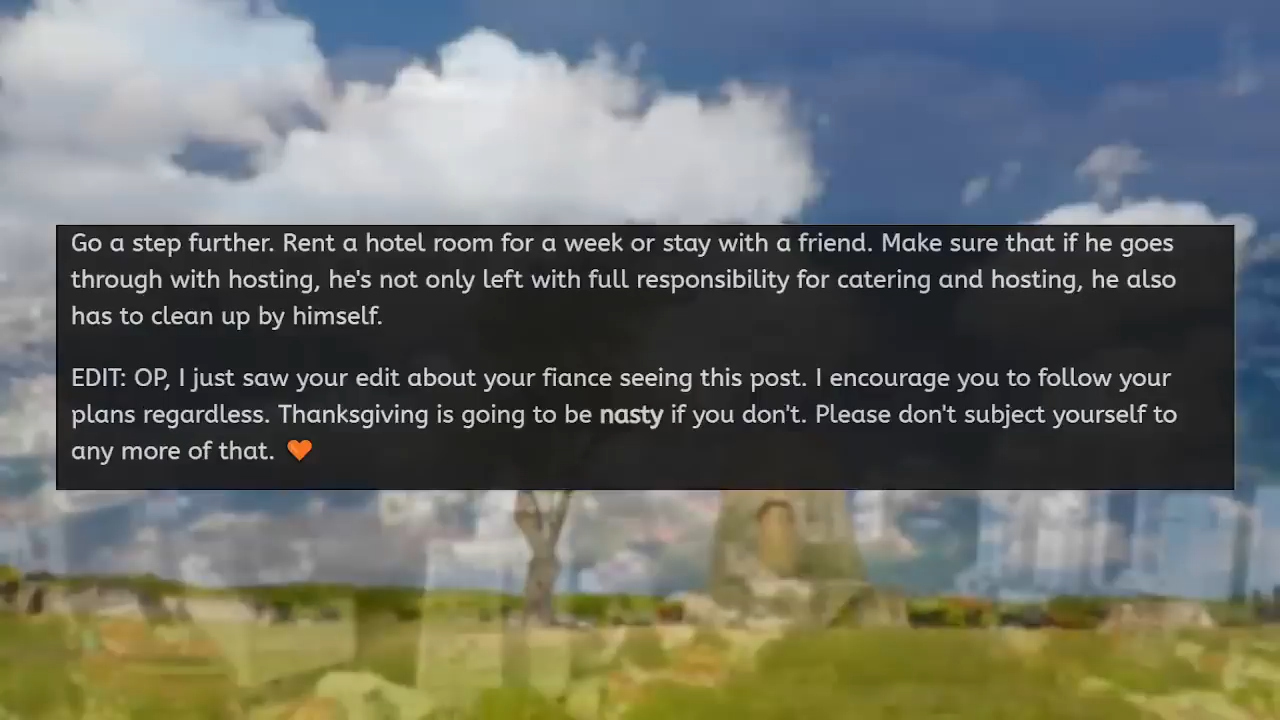 Go a step further. Rent a hotel room for a week or stay with a friend. Make sure that if he goes
through with hosting, he's not only left with full responsibility for catering and hosting, he also
has to clean up by himself.
EDIT: OP, I just saw your edit about your fiance seeing this post. I encourage you to follow your
plans regardless. Thanksgiving is going to be nasty if you don't. Please don't subject yourself to
any more of that. 🧡